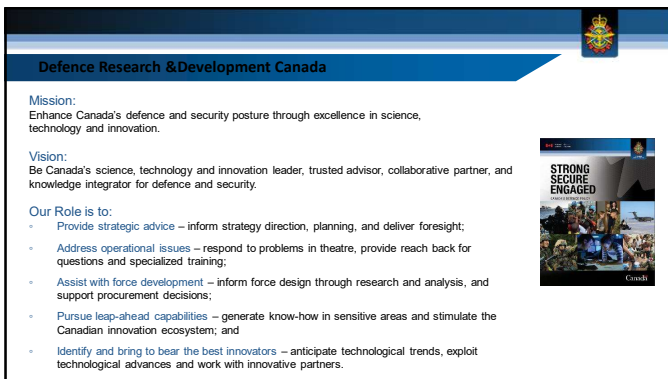 Defence Research &Development Canada
Mission:
Enhance Canada's defence and security posture through excellence in science,
technology and innovation.
Vision:
Be Canada's science, technology and innovation leader, trusted advisor, collaborative partner, and
knowledge integrator for defence and security.
Our Role is to:
◦ Provide strategic advice – inform strategy direction, planning, and deliver foresight;
◦ Address operational issues – respond to problems in theatre, provide reach back for
questions and specialized training;
◦ Assist with force development – inform force design through research and analysis, and
support procurement decisions;
◦ Pursue leap-ahead capabilities – generate know-how in sensitive areas and stimulate the
Canadian innovation ecosystem; and
◦ Identify and bring to bear the best innovators – anticipate technological trends, exploit
technological advances and work with innovative partners.
STRONG
SECURE
ENGAGED
CANADA'S DEFENCE POLICY
Canada